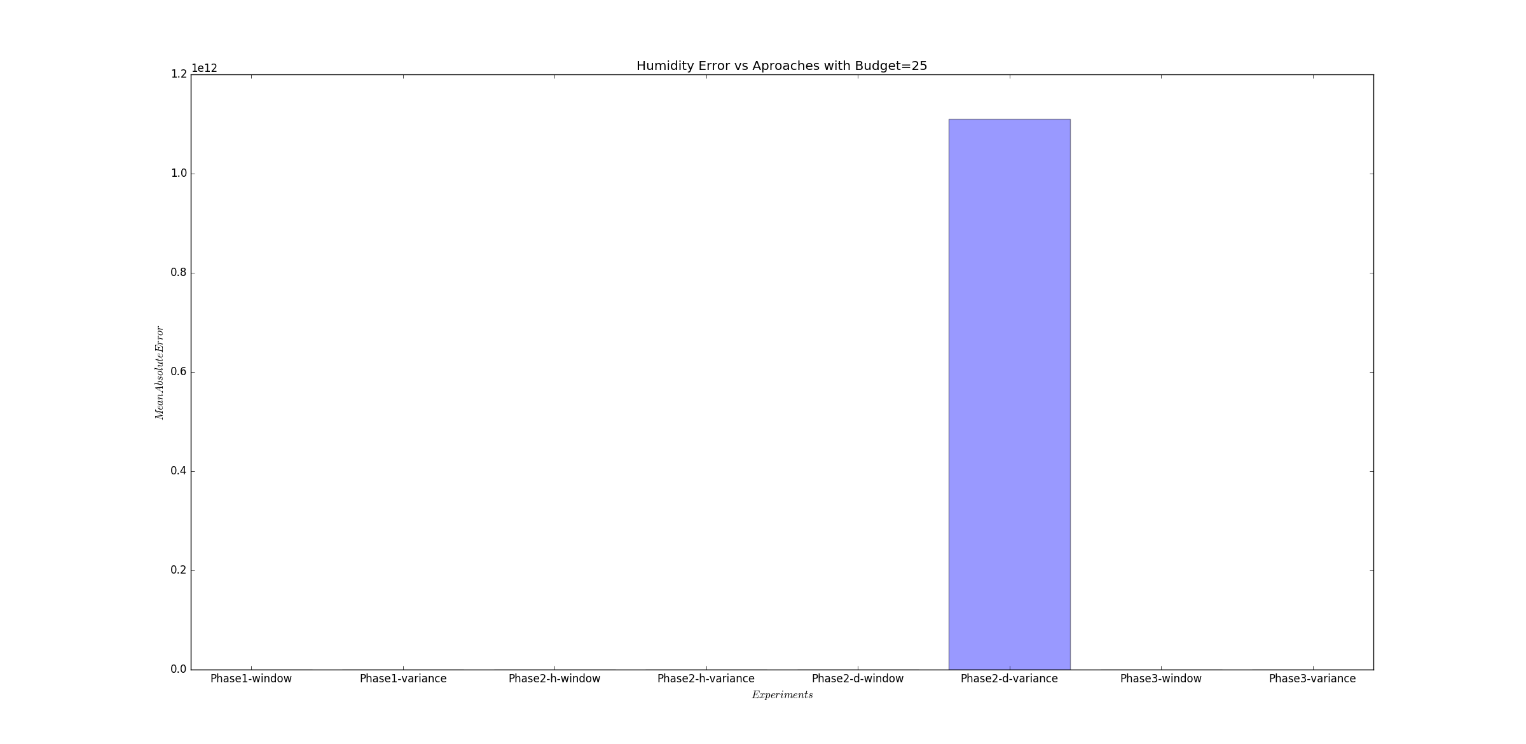 Humidity Error vs Aproaches with Budget=25
1e12
1.2
1.0
0.8
0.6
0.4
0.2
0.0
MeanAbsoluteError
Phase1-window Phase1-variance Phase2-h-window Phase2-h-variance Phase2-d-window Phase2-d-variance Phase3-window Phase3-variance
Experiments